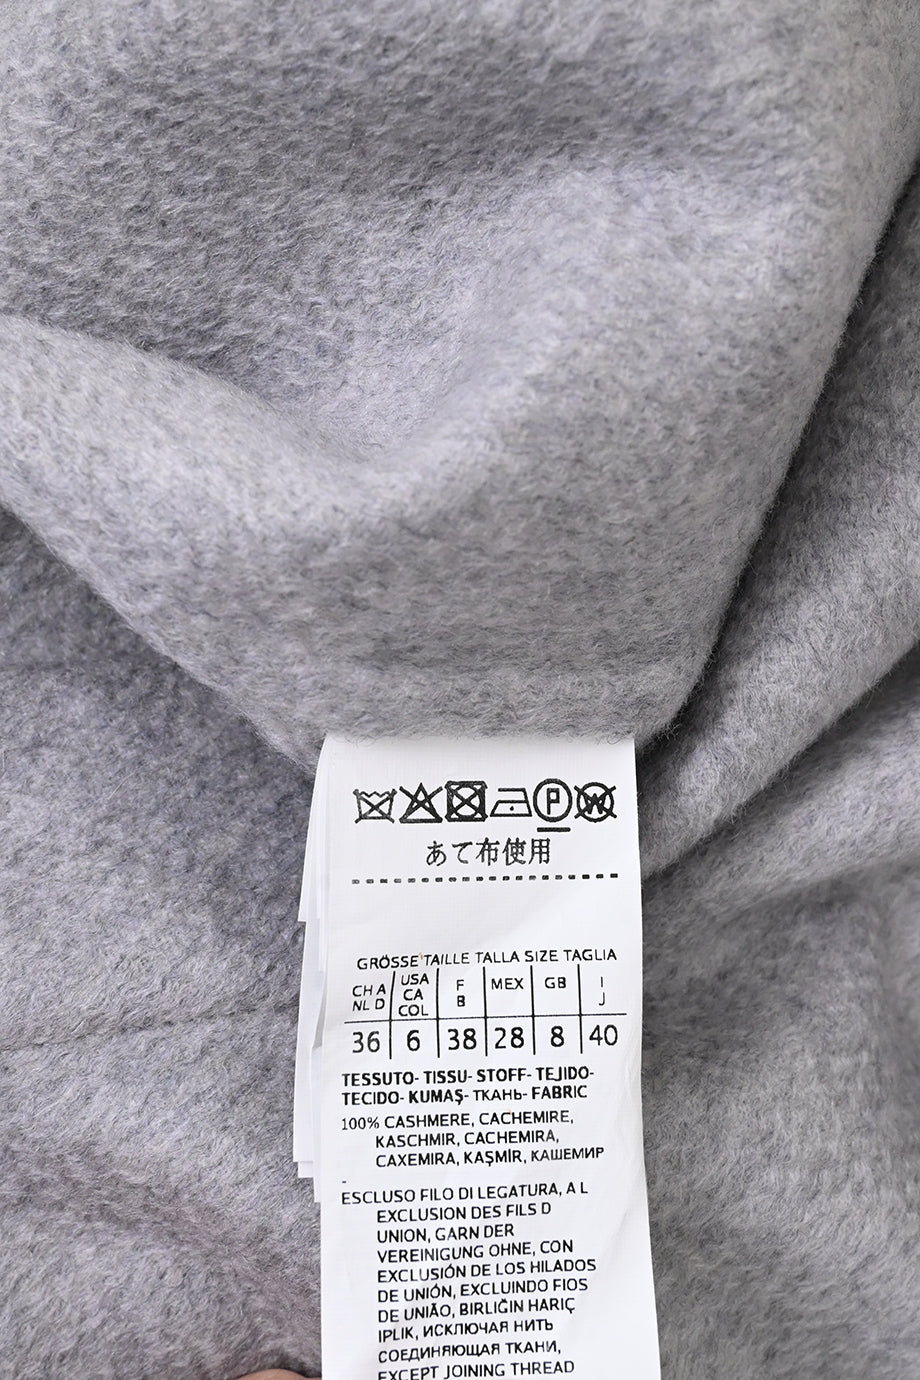 P W
あて布使用
GRÖSSE TAILLE TALLA SIZE TAGLIA
CH A NL D USA CA COL F B MEX GB I J
36 6 38 28 8 40
TESSUTO- TISSU- STOFF- TEJIDO-
TECIDO- KUMAŞ- ТКАНЬ- FABRIC
100% CASHMERE, CACHEMIRE,
KASCHMIR, CACHEMIRA,
CAXEMIRA, KAŞMİR, КАШЕМИР
-
ESCLUSO FILO DI LEGATURA, A L
EXCLUSION DES FILS D
UNION, GARN DER
VEREINIGUNG OHNE, CON
EXCLUSIÓN DE LOS HILADOS
DE UNIÓN, EXCLUINDO FIOS
DE UNIÃO, BIRLIĞIN HARIÇ
IPLIK, ИСКЛЮЧАЯ НИТЬ
СОЕДИНЯЮЩАЯ ТКАНИ,
EXCEPT JOINING THREAD